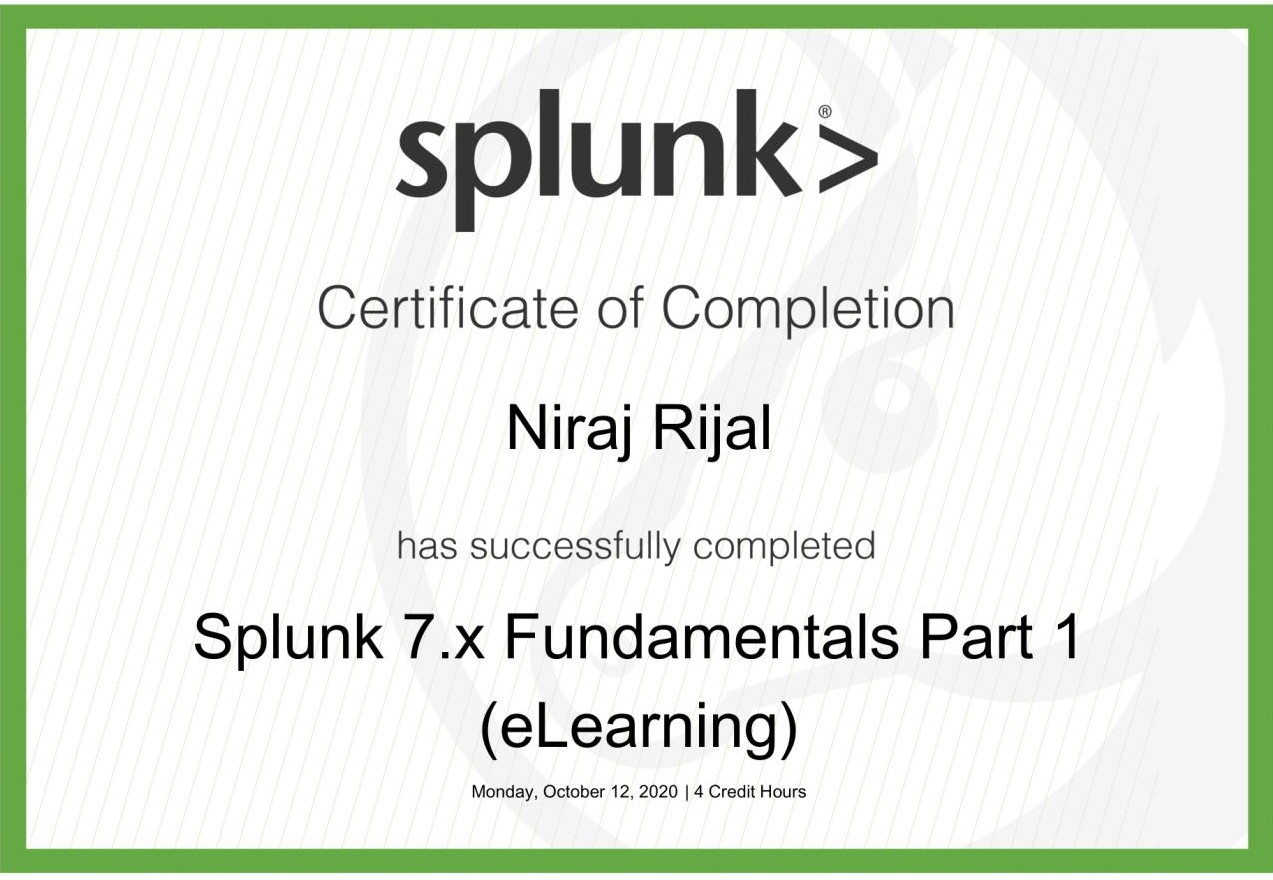 splunk>®
Certificate of Completion
Niraj Rijal
has successfully completed
Splunk 7.x Fundamentals Part 1
(eLearning)
Monday, October 12, 2020 | 4 Credit Hours